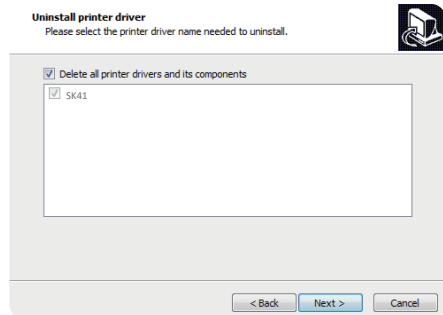 Uninstall printer driver
Please select the printer driver name needed to uninstall.
Delete all printer drivers and its components
SK41
< Back
Next >
Cancel